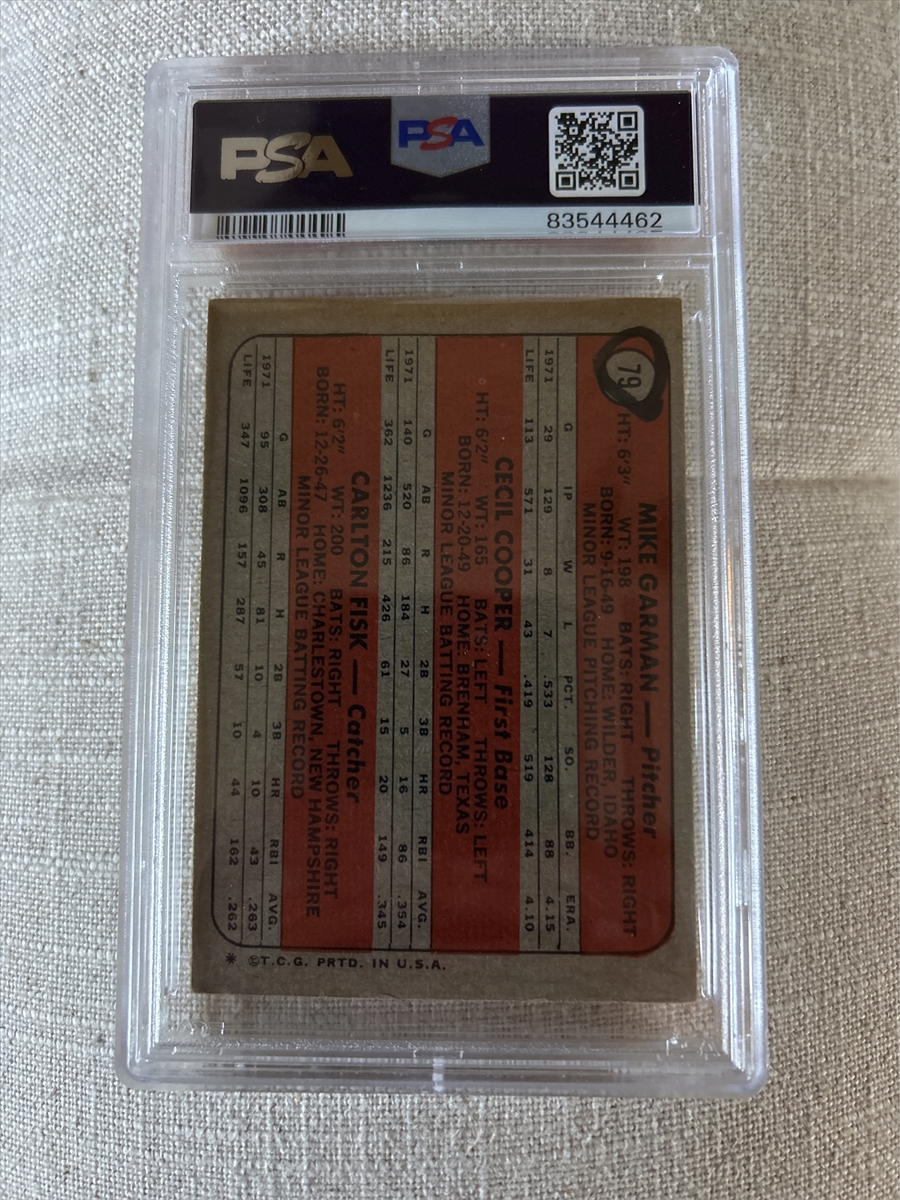 PSA
PSA
83544462
79
MIKE GARMAN — Pitcher
HT: 6'3" WT: 198 BATS: RIGHT THROWS: RIGHT
BORN: 9-16-49 HOME: WILDER, IDAHO
MINOR LEAGUE PITCHING RECORD
G IP W L PCT. SO. BB. ERA.
1971 29 129 8 7 .533 128 88 4.15
LIFE 113 571 31 43 .419 519 414 4.10
CECIL COOPER — First Base
HT: 6'2" WT: 165 BATS: LEFT THROWS: LEFT
BORN: 12-20-49 HOME: BRENHAM, TEXAS
MINOR LEAGUE BATTING RECORD
G AB R H 2B 3B HR RBI AVG.
1971 140 520 86 184 27 5 16 86 .354
LIFE 362 1236 215 426 61 15 20 149 .345
CARLTON FISK — Catcher
HT: 6'2" WT: 200 BATS: RIGHT THROWS: RIGHT
BORN: 12-26-47 HOME: CHARLESTOWN, NEW HAMPSHIRE
MINOR LEAGUE BATTING RECORD
G AB R H 2B 3B HR RBI AVG.
1971 95 308 45 81 10 4 10 43 .263
LIFE 347 1096 157 287 57 10 44 162 .262
* ©T.C.G. PRTD. IN U.S.A.